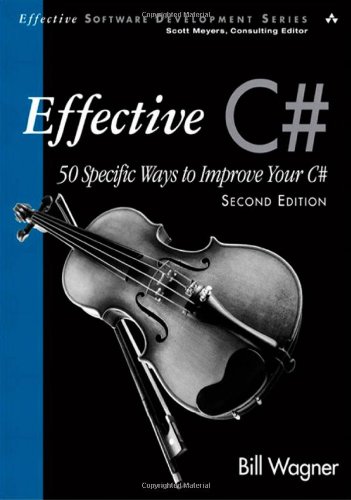 Effective Software Development Series
Scott Meyers, Consulting Editor
Effective C#
50 Specific Ways to Improve Your C#
Second Edition
Bill Wagner